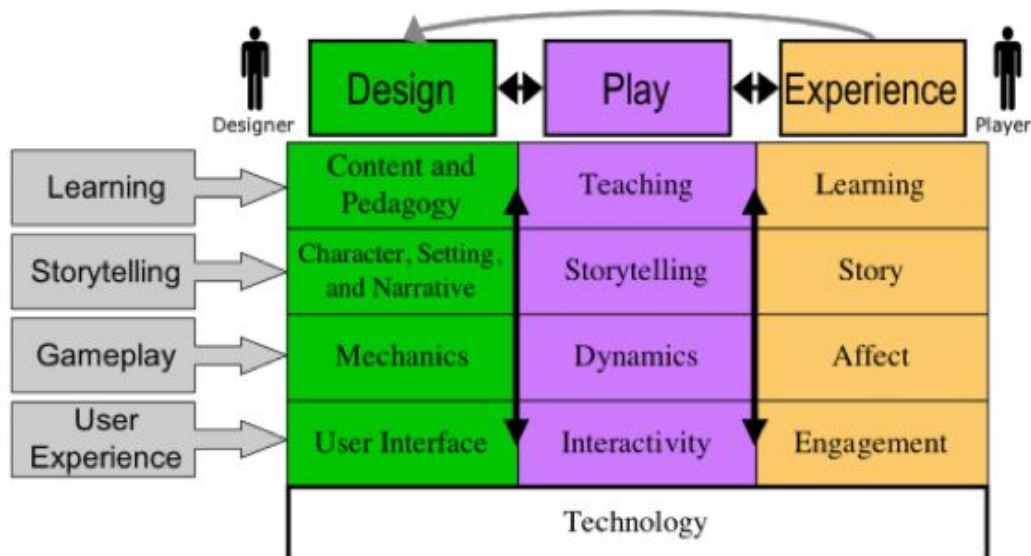 Design
Play
Experience
Designer
Player
Learning
Content and
Pedagogy
Teaching
Learning
Storytelling
Character, Setting,
and Narrative
Storytelling
Story
Gameplay
Mechanics
Dynamics
Affect
User
Experience
User Interface
Interactivity
Engagement
Technology